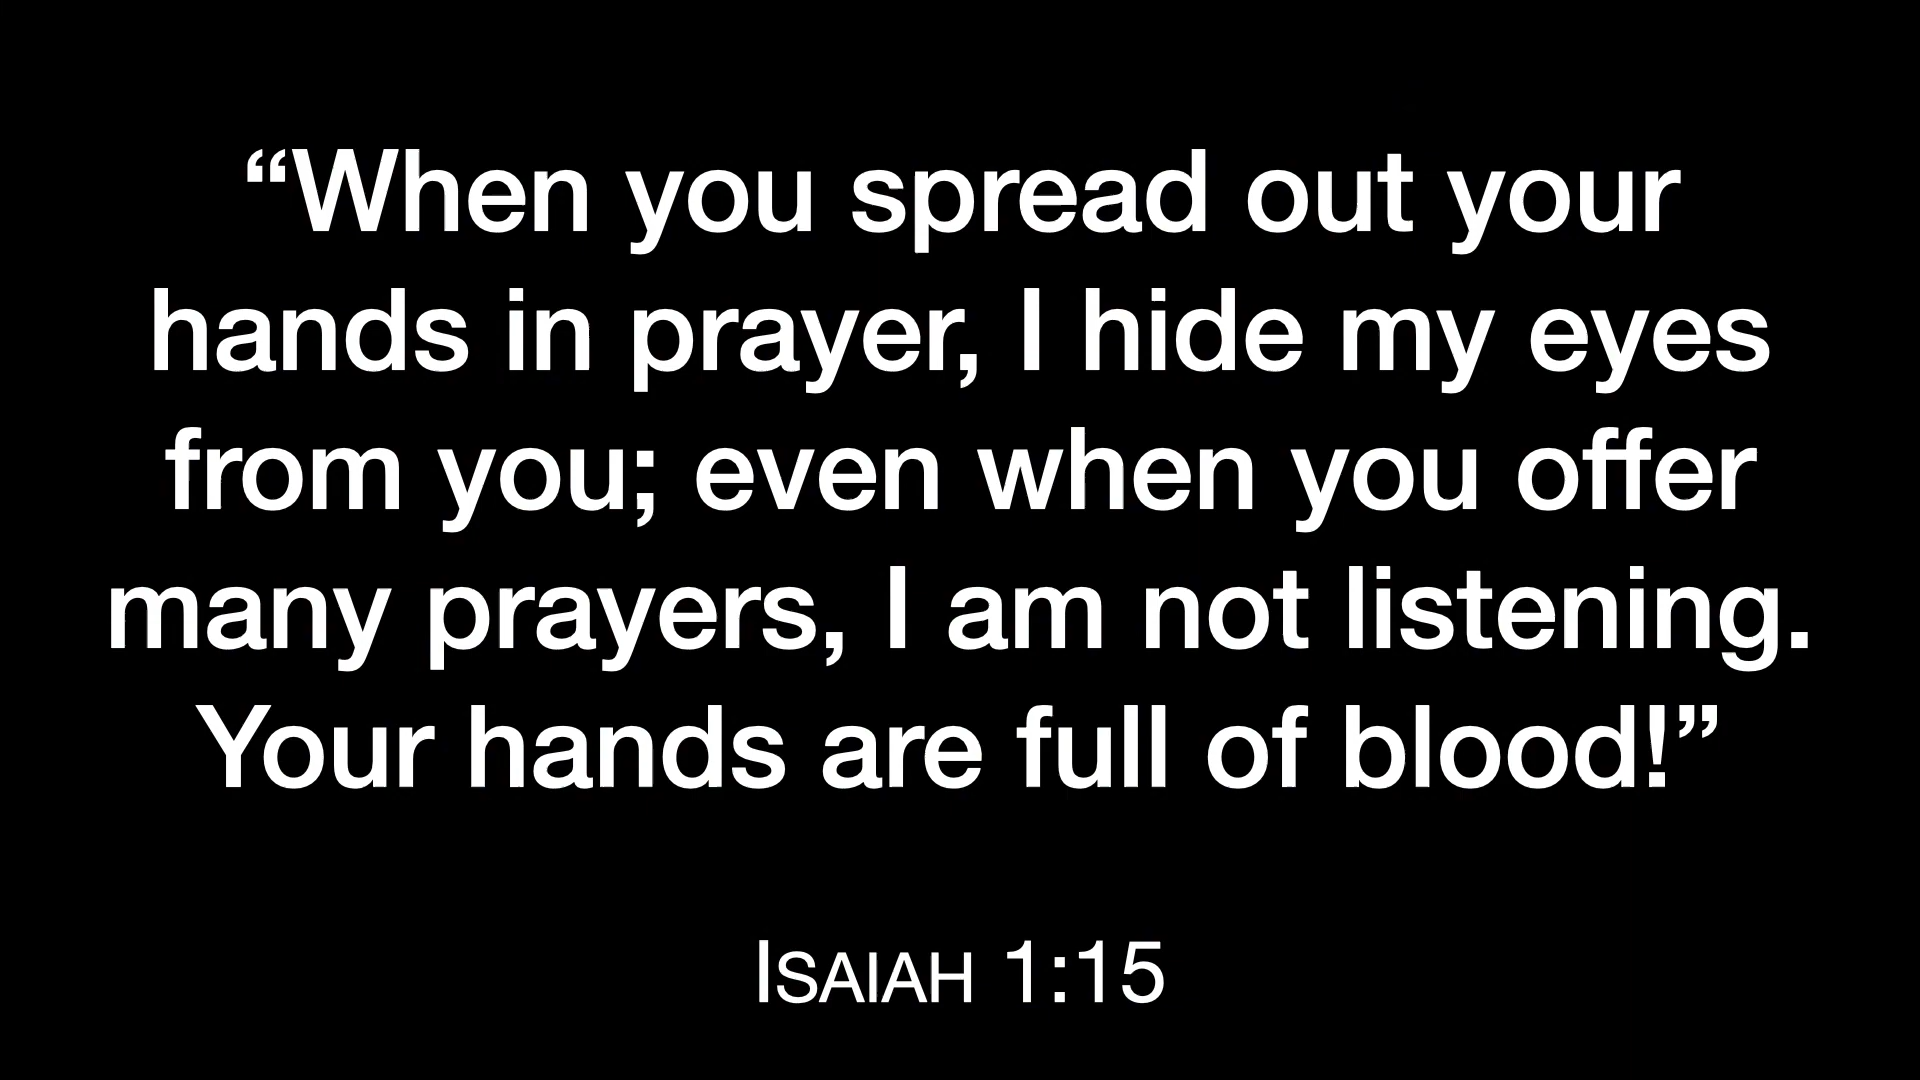 “When you spread out your
hands in prayer, I hide my eyes
from you; even when you offer
many prayers, I am not listening.
Your hands are full of blood!”
Isaiah 1:15